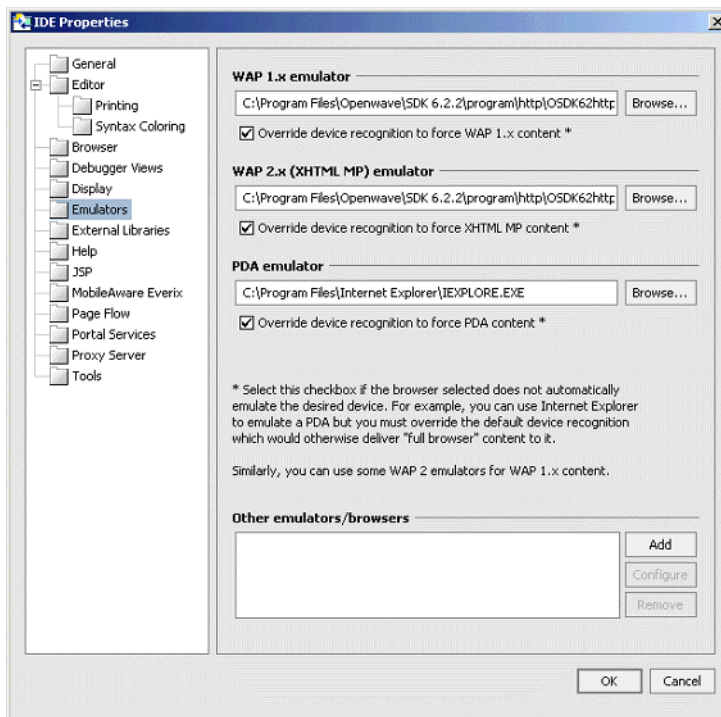 IDE Properties
General
Editor
Printing
Syntax Coloring
Browser
Debugger Views
Display
Emulators
External Libraries
Help
JSP
MobileAware Everix
Page Flow
Portal Services
Proxy Server
Tools
WAP 1.x emulator
C:\Program Files\Openwave\SDK 6.2.2\program\http\OSDK62http Browse...
Override device recognition to force WAP 1.x content *
WAP 2.x (XHTML MP) emulator
C:\Program Files\Openwave\SDK 6.2.2\program\http\OSDK62http Browse...
Override device recognition to force XHTML MP content *
PDA emulator
C:\Program Files\Internet Explorer\IEXPLORE.EXE Browse...
Override device recognition to force PDA content *
* Select this checkbox if the browser selected does not automatically
emulate the desired device. For example, you can use Internet Explorer
to emulate a PDA but you must override the default device recognition
which would otherwise deliver "full browser" content to it.
Similarly, you can use some WAP 2 emulators for WAP 1.x content.
Other emulators/browsers
Add
Configure
Remove
OK Cancel